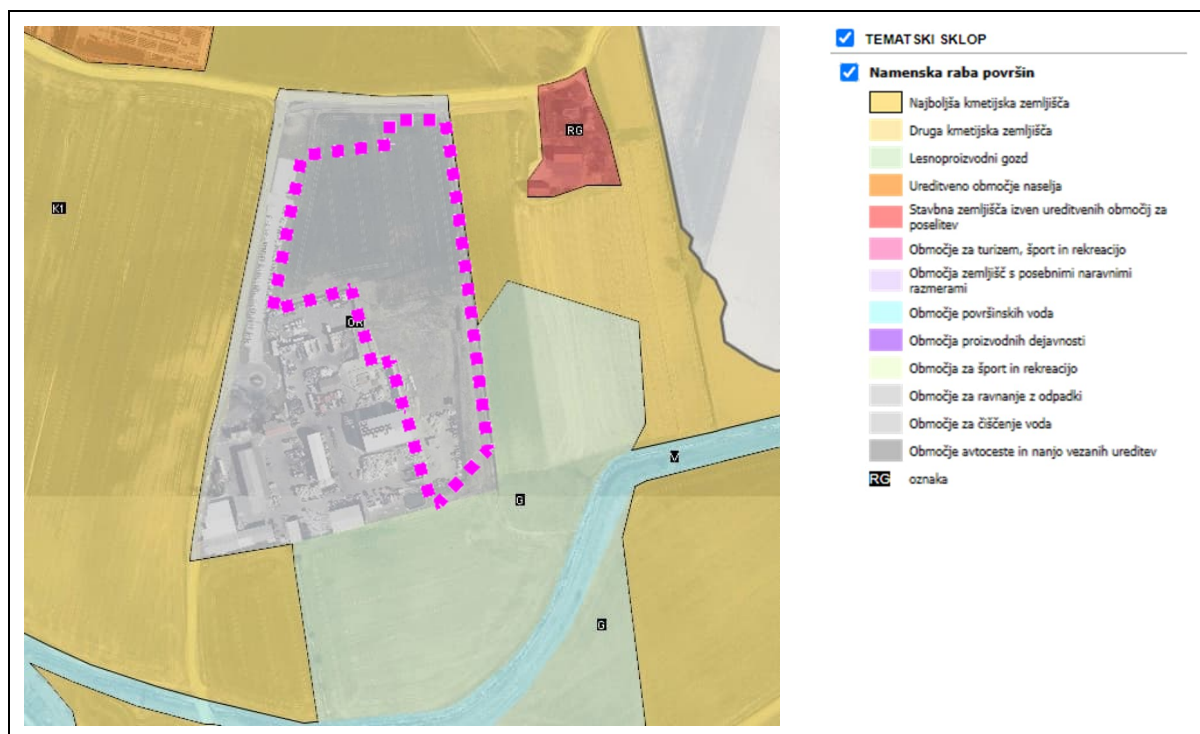 TEMATSKI SKLOP
Namenska raba površin
Najboljša kmetijska zemljišča
Druga kmetijska zemljišča
Lesnoproizvodni gozd
Ureditveno območje naselja
Stavbna zemljišča izven ureditvenih območij za
poselitev
Območje za turizem, šport in rekreacijo
Območja zemljišč s posebnimi naravnimi
razmerami
Območje površinskih voda
Območja proizvodnih dejavnosti
Območja za šport in rekreacijo
Območje za ravnanje z odpadki
Območje za čiščenje voda
Območje avtoceste in nanjo vezanih ureditev
RG oznaka
RG
K1
V
G
G